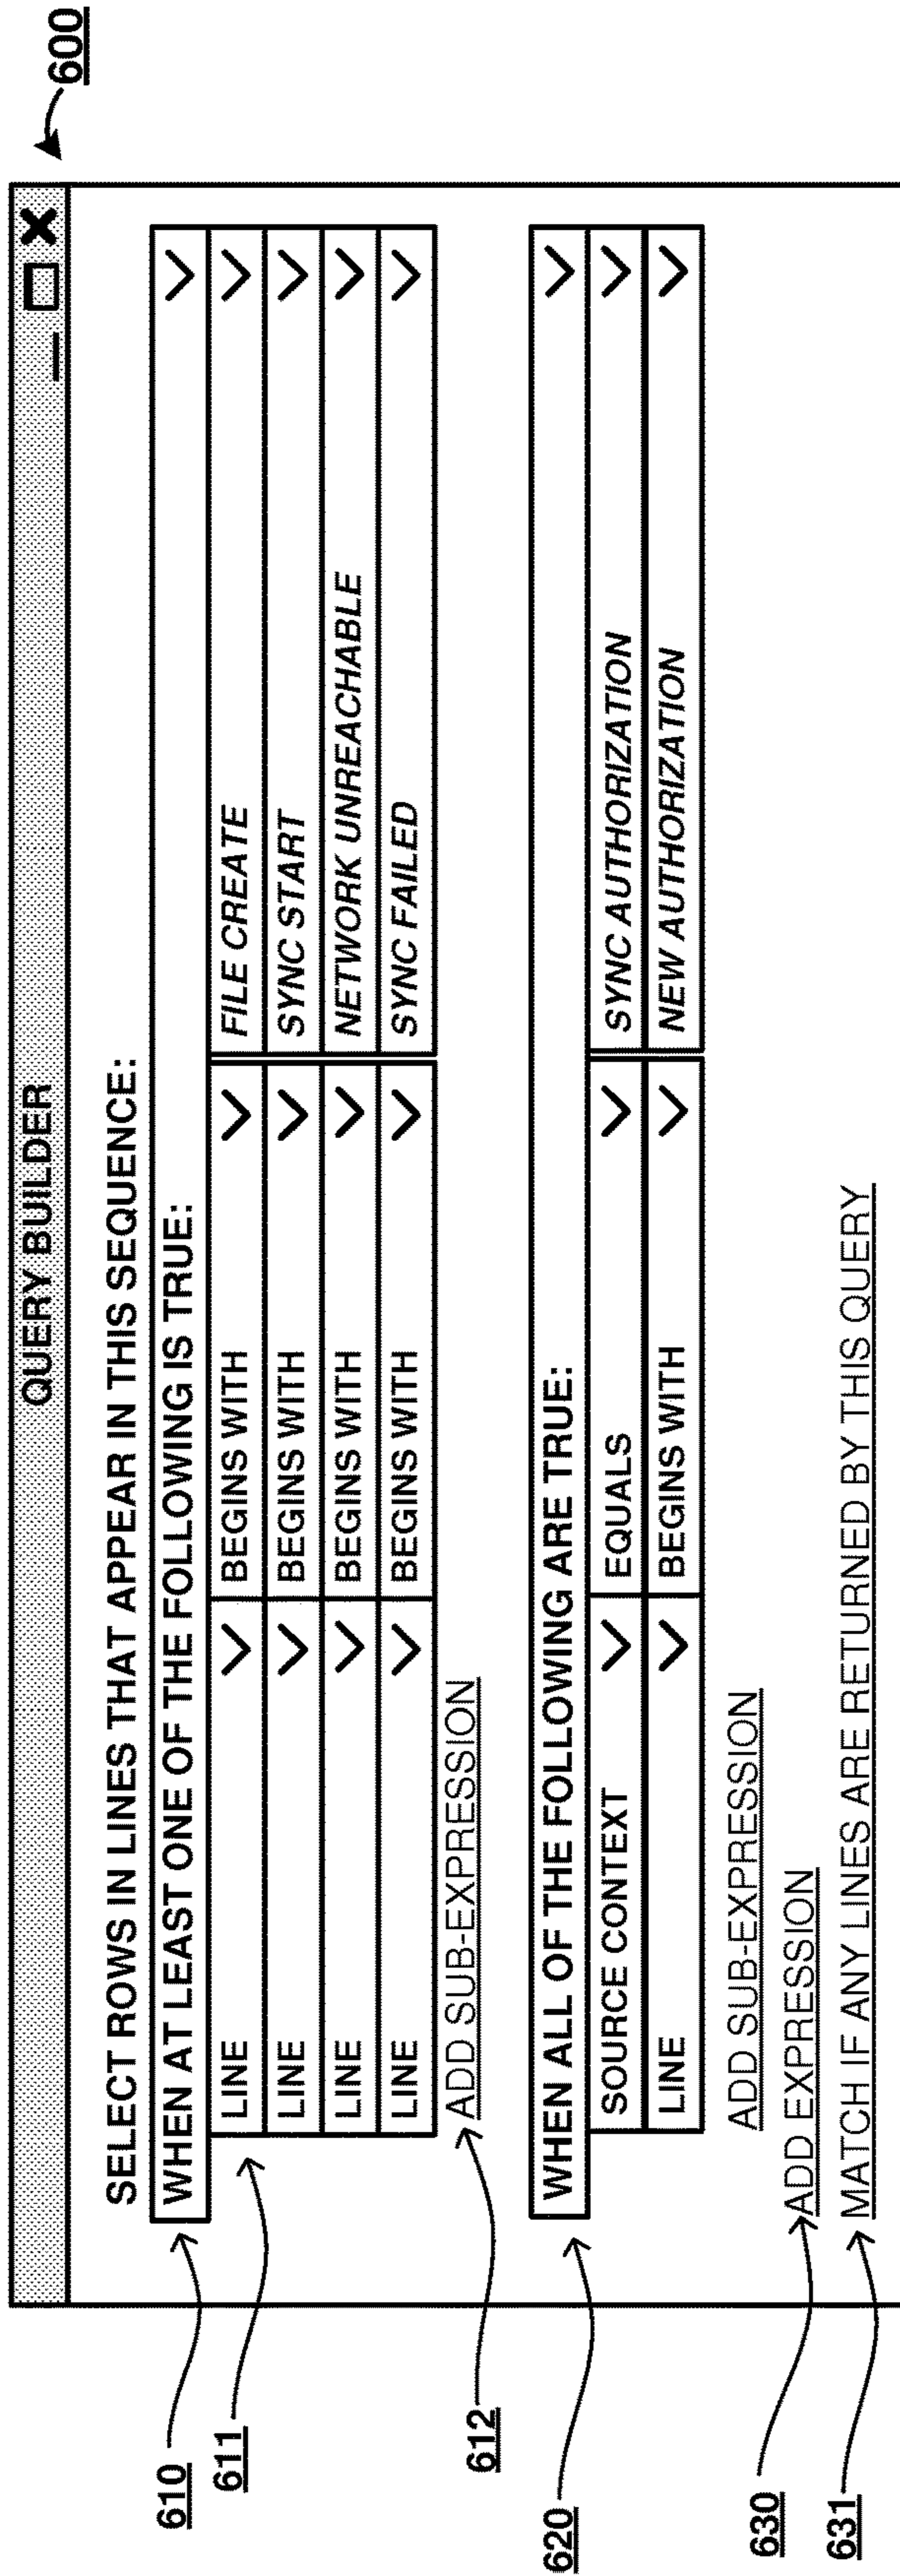 600
QUERY BUILDER
SELECT ROWS IN LINES THAT APPEAR IN THIS SEQUENCE:
610 WHEN AT LEAST ONE OF THE FOLLOWING IS TRUE:
611 LINE BEGINS WITH FILE CREATE
LINE BEGINS WITH SYNC START
LINE BEGINS WITH NETWORK UNREACHABLE
LINE BEGINS WITH SYNC FAILED
612 ADD SUB-EXPRESSION
620 WHEN ALL OF THE FOLLOWING ARE TRUE:
SOURCE CONTEXT EQUALS SYNC AUTHORIZATION
LINE BEGINS WITH NEW AUTHORIZATION
ADD SUB-EXPRESSION
630 ADD EXPRESSION
631 MATCH IF ANY LINES ARE RETURNED BY THIS QUERY